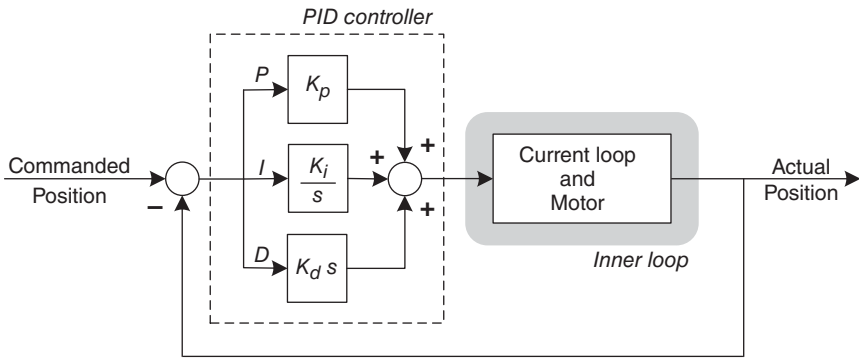 PID controller
P
K_p
+
Commanded
Position
−
I
K_i
s
+
+
D
K_d s
Current loop
and
Motor
Inner loop
Actual
Position